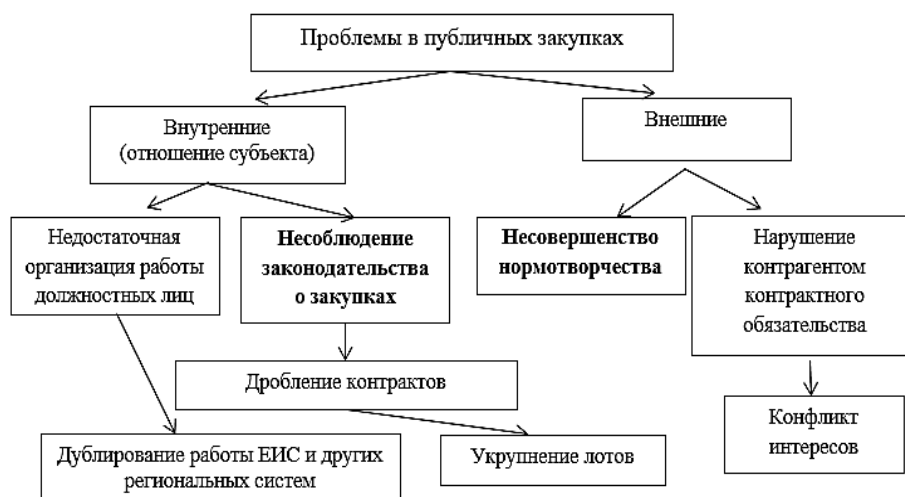 Проблемы в публичных закупках
Внутренние
(отношение субъекта)
Внешние
Недостаточная
организация работы
должностных лиц
Несоблюдение
законодательства
о закупках
Несовершенство
нормотворчества
Нарушение
контрагентом
контрактного
обязательства
Дробление контрактов
Дублирование работы ЕИС и других
региональных систем
Укрупнение лотов
Конфликт
интересов